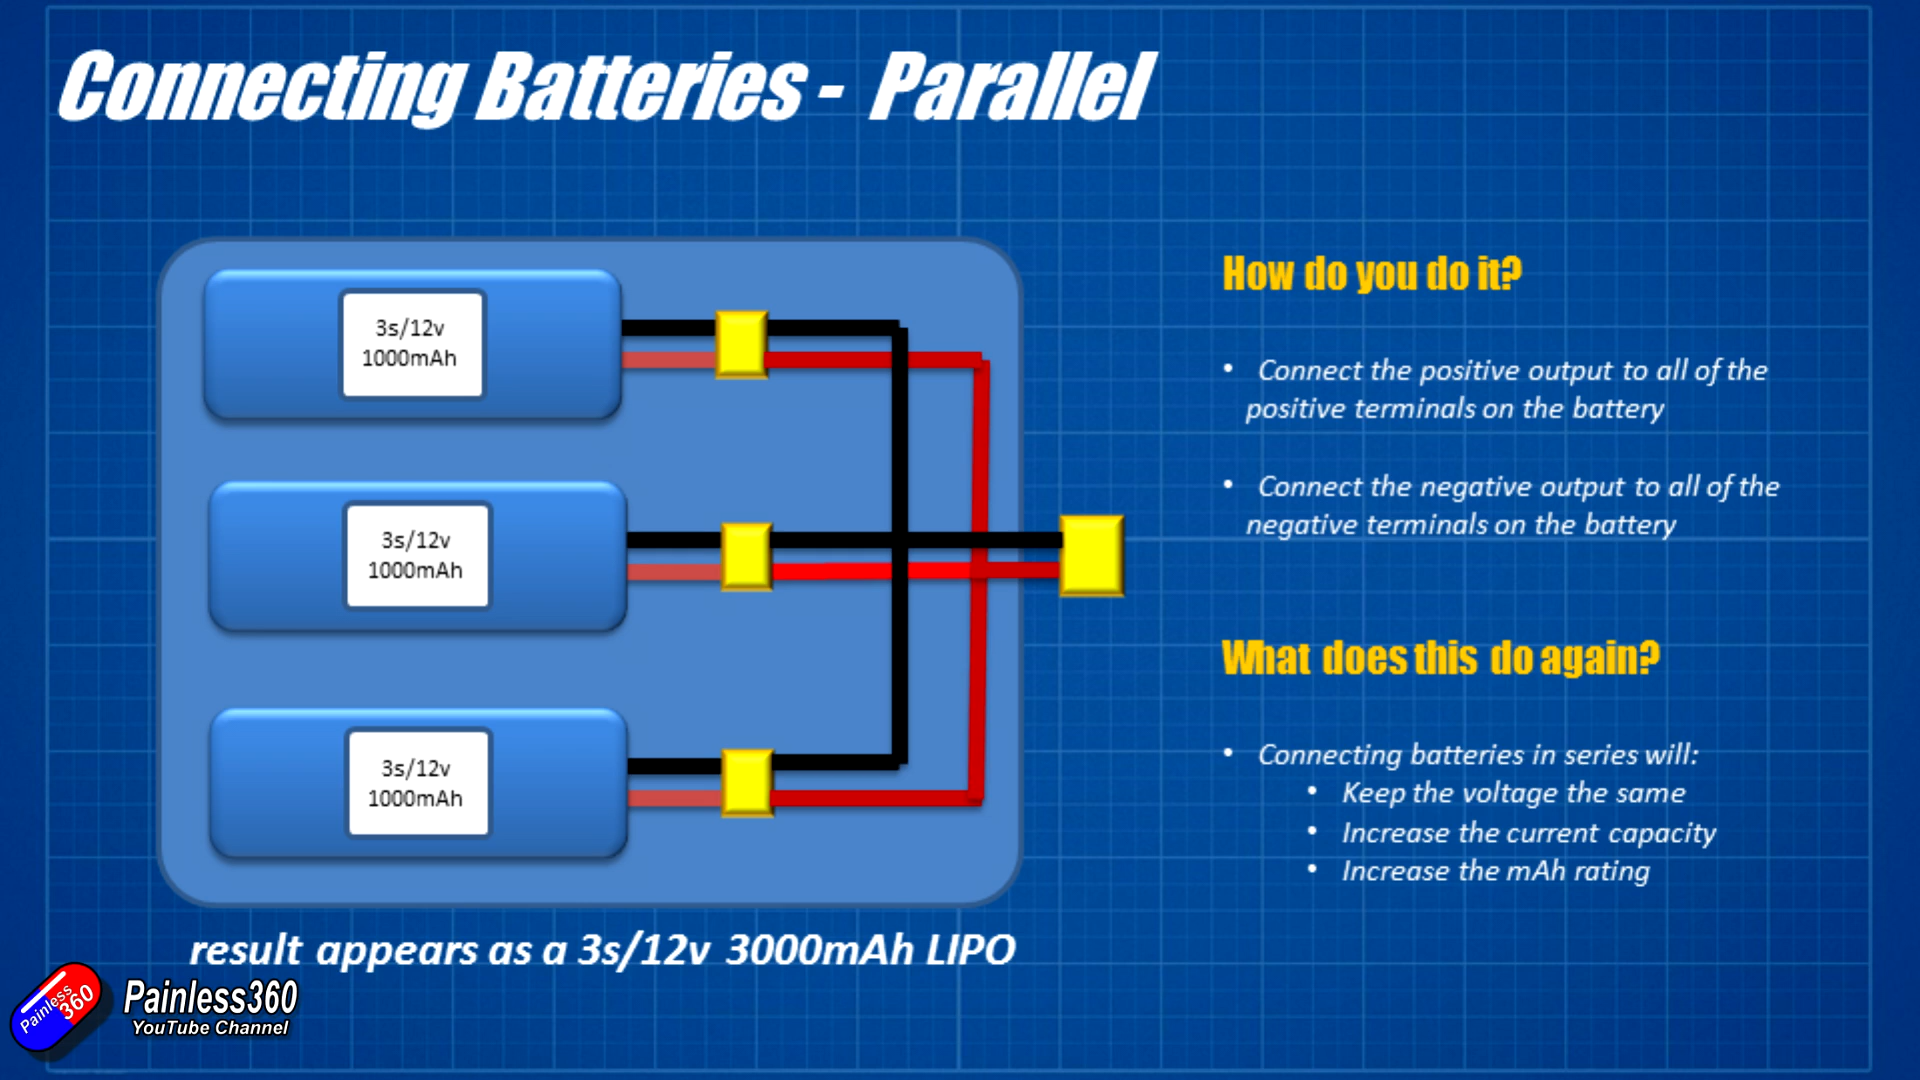 Connecting Batteries - Parallel
3s/12v
1000mAh
3s/12v
1000mAh
3s/12v
1000mAh
result appears as a 3s/12v 3000mAh LIPO
How do you do it?
• Connect the positive output to all of the
positive terminals on the battery
• Connect the negative output to all of the
negative terminals on the battery
What does this do again?
• Connecting batteries in series will:
• Keep the voltage the same
• Increase the current capacity
• Increase the mAh rating
Painless
360
Painless360
YouTube Channel